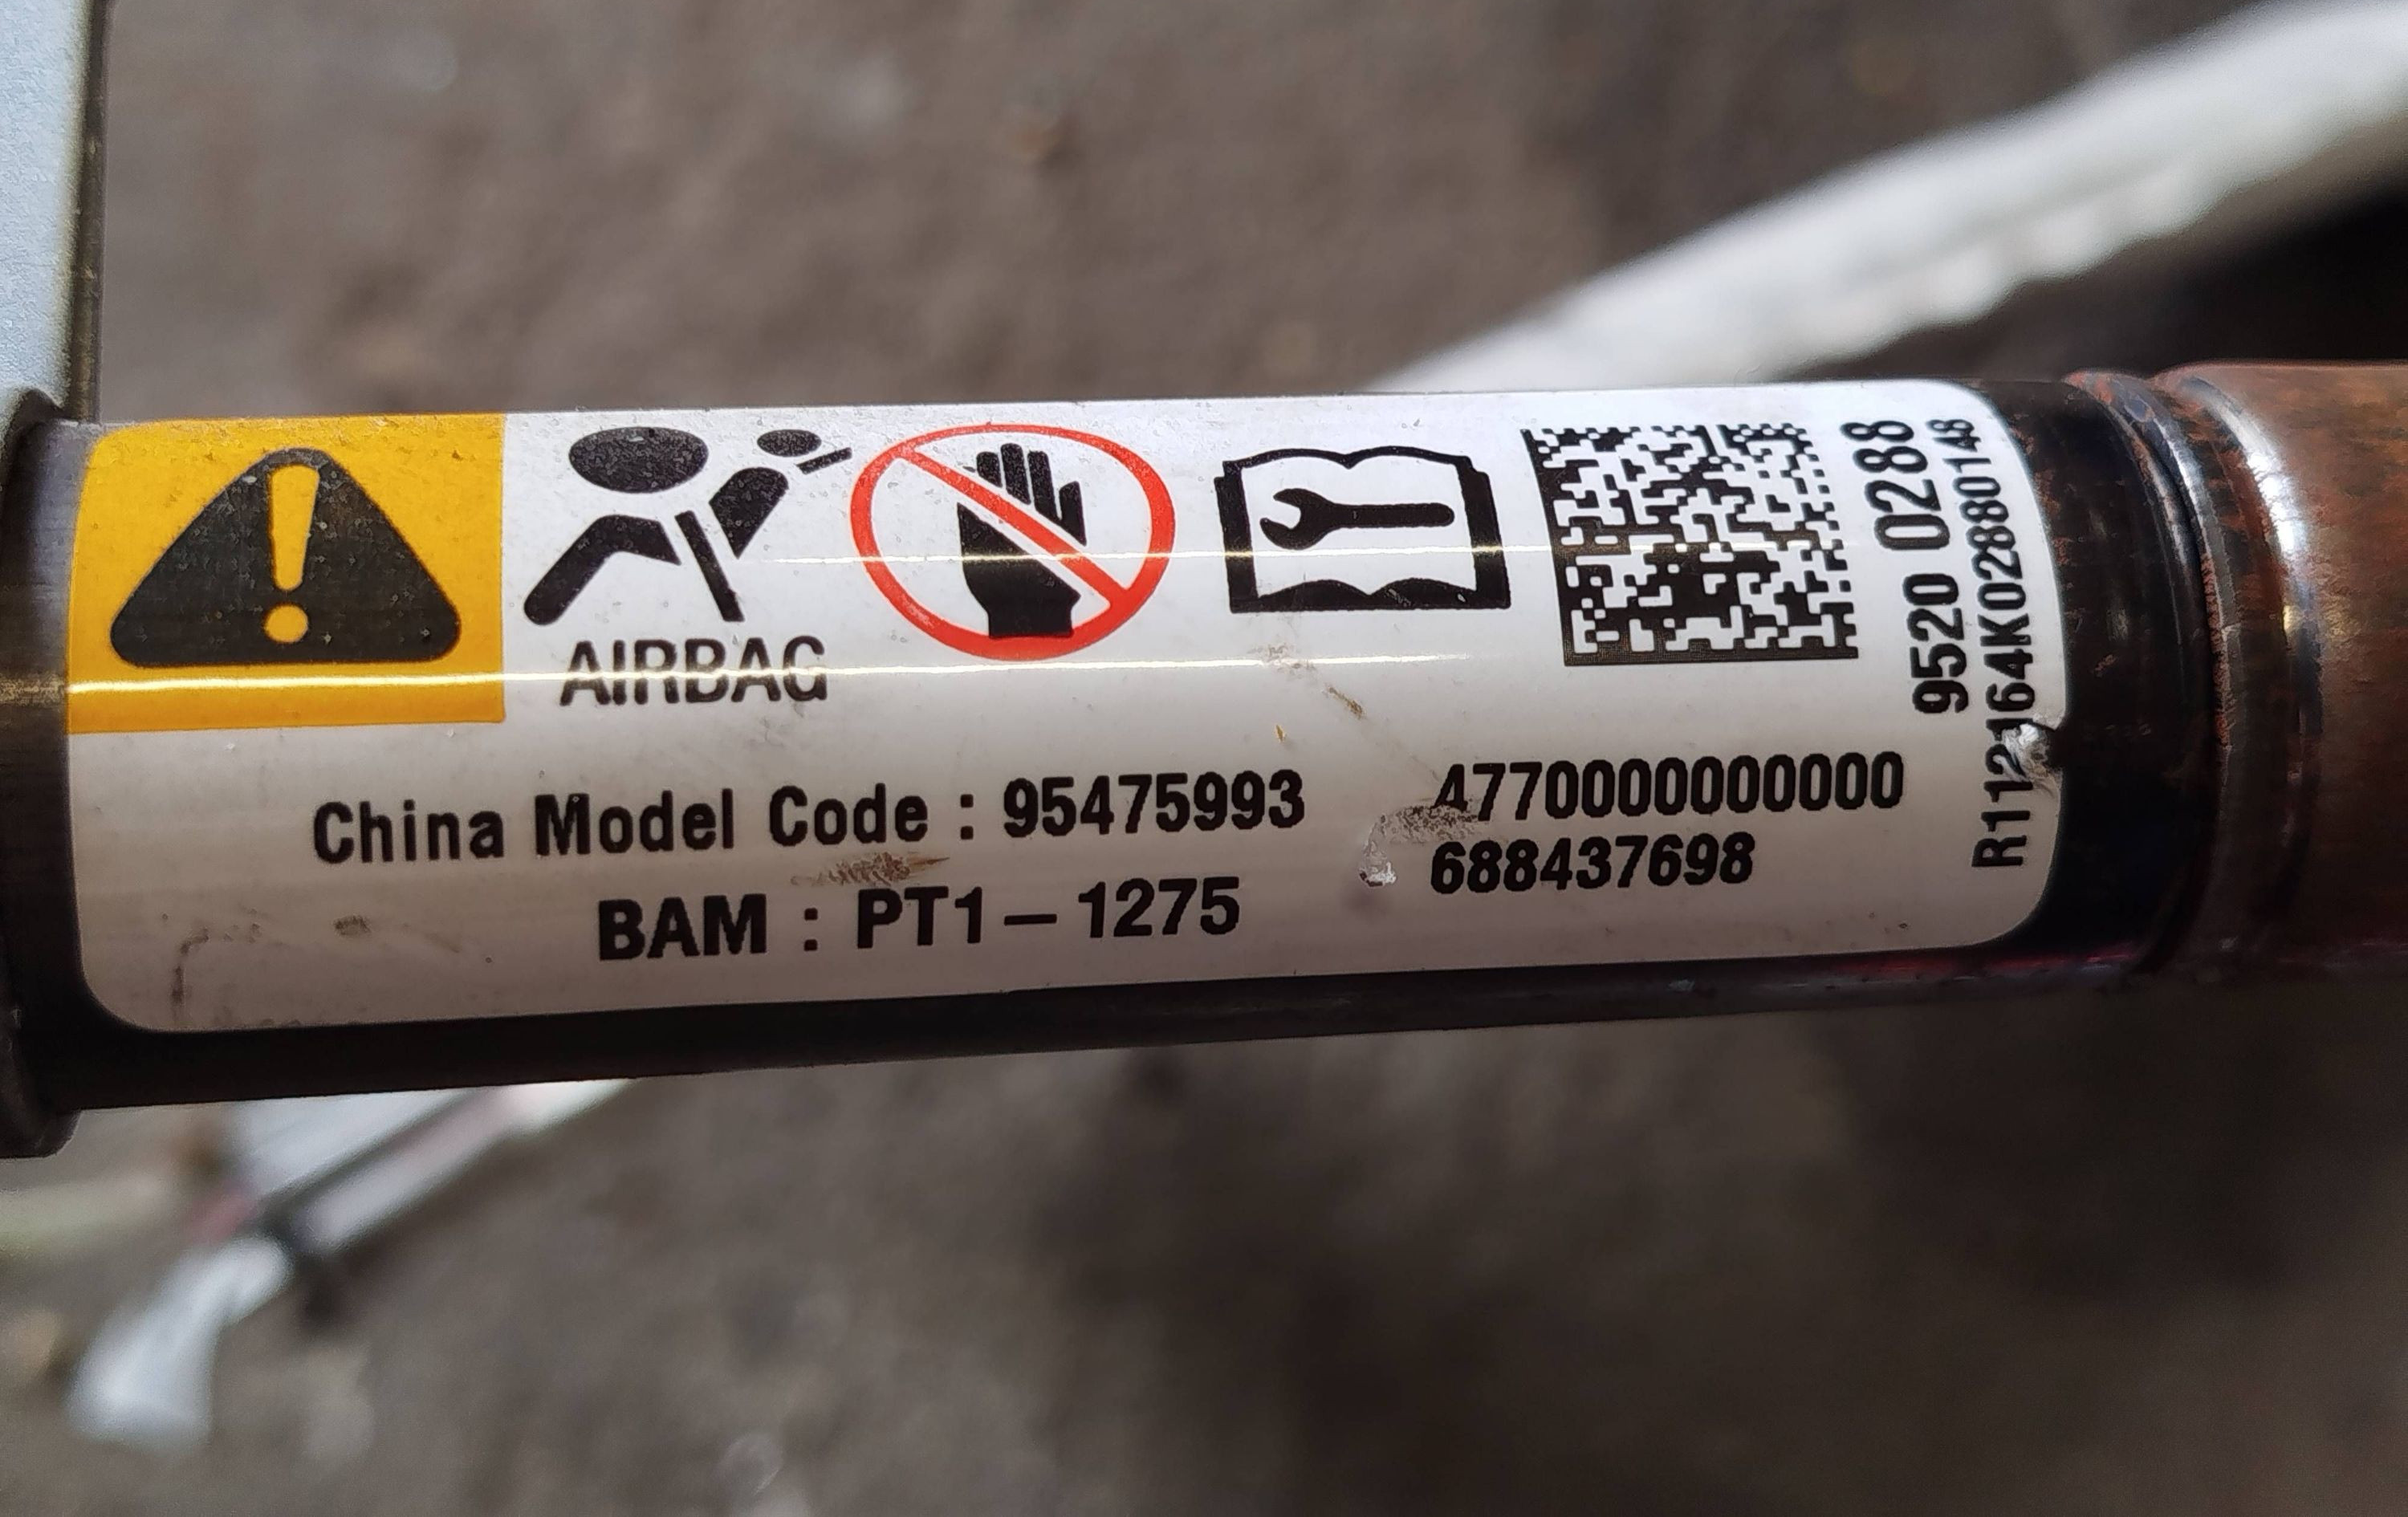 AIRBAG
China Model Code : 95475993
BAM : PT1-1275
4770000000000
688437698
9520 0288
R112164K02880148